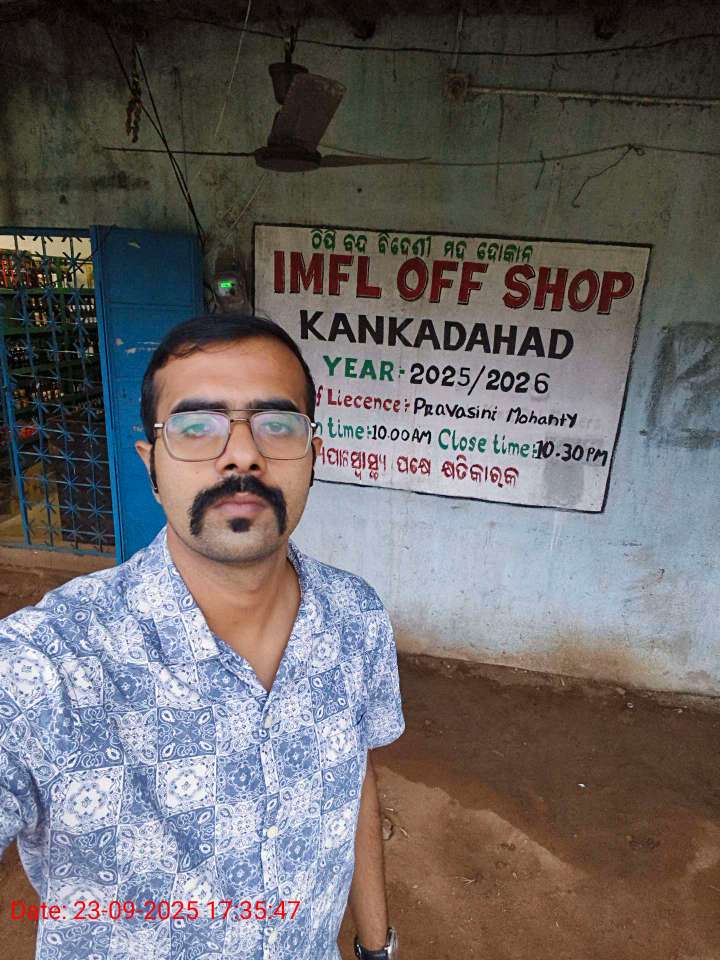 ଠିପି ବନ୍ଦ ବିଦେଶୀ ମଦ ଦୋକାନ
IMFL OFF SHOP
KANKADAHAD
YEAR:- 2025/2026
Liecence:- Pravasini Mohanty
time:-10.00AM Close time:-10.30PM
ସ୍ୱାସ୍ଥ୍ୟ ପକ୍ଷେ କ୍ଷତିକାରକ
Date: 23-09-2025 17:35:47